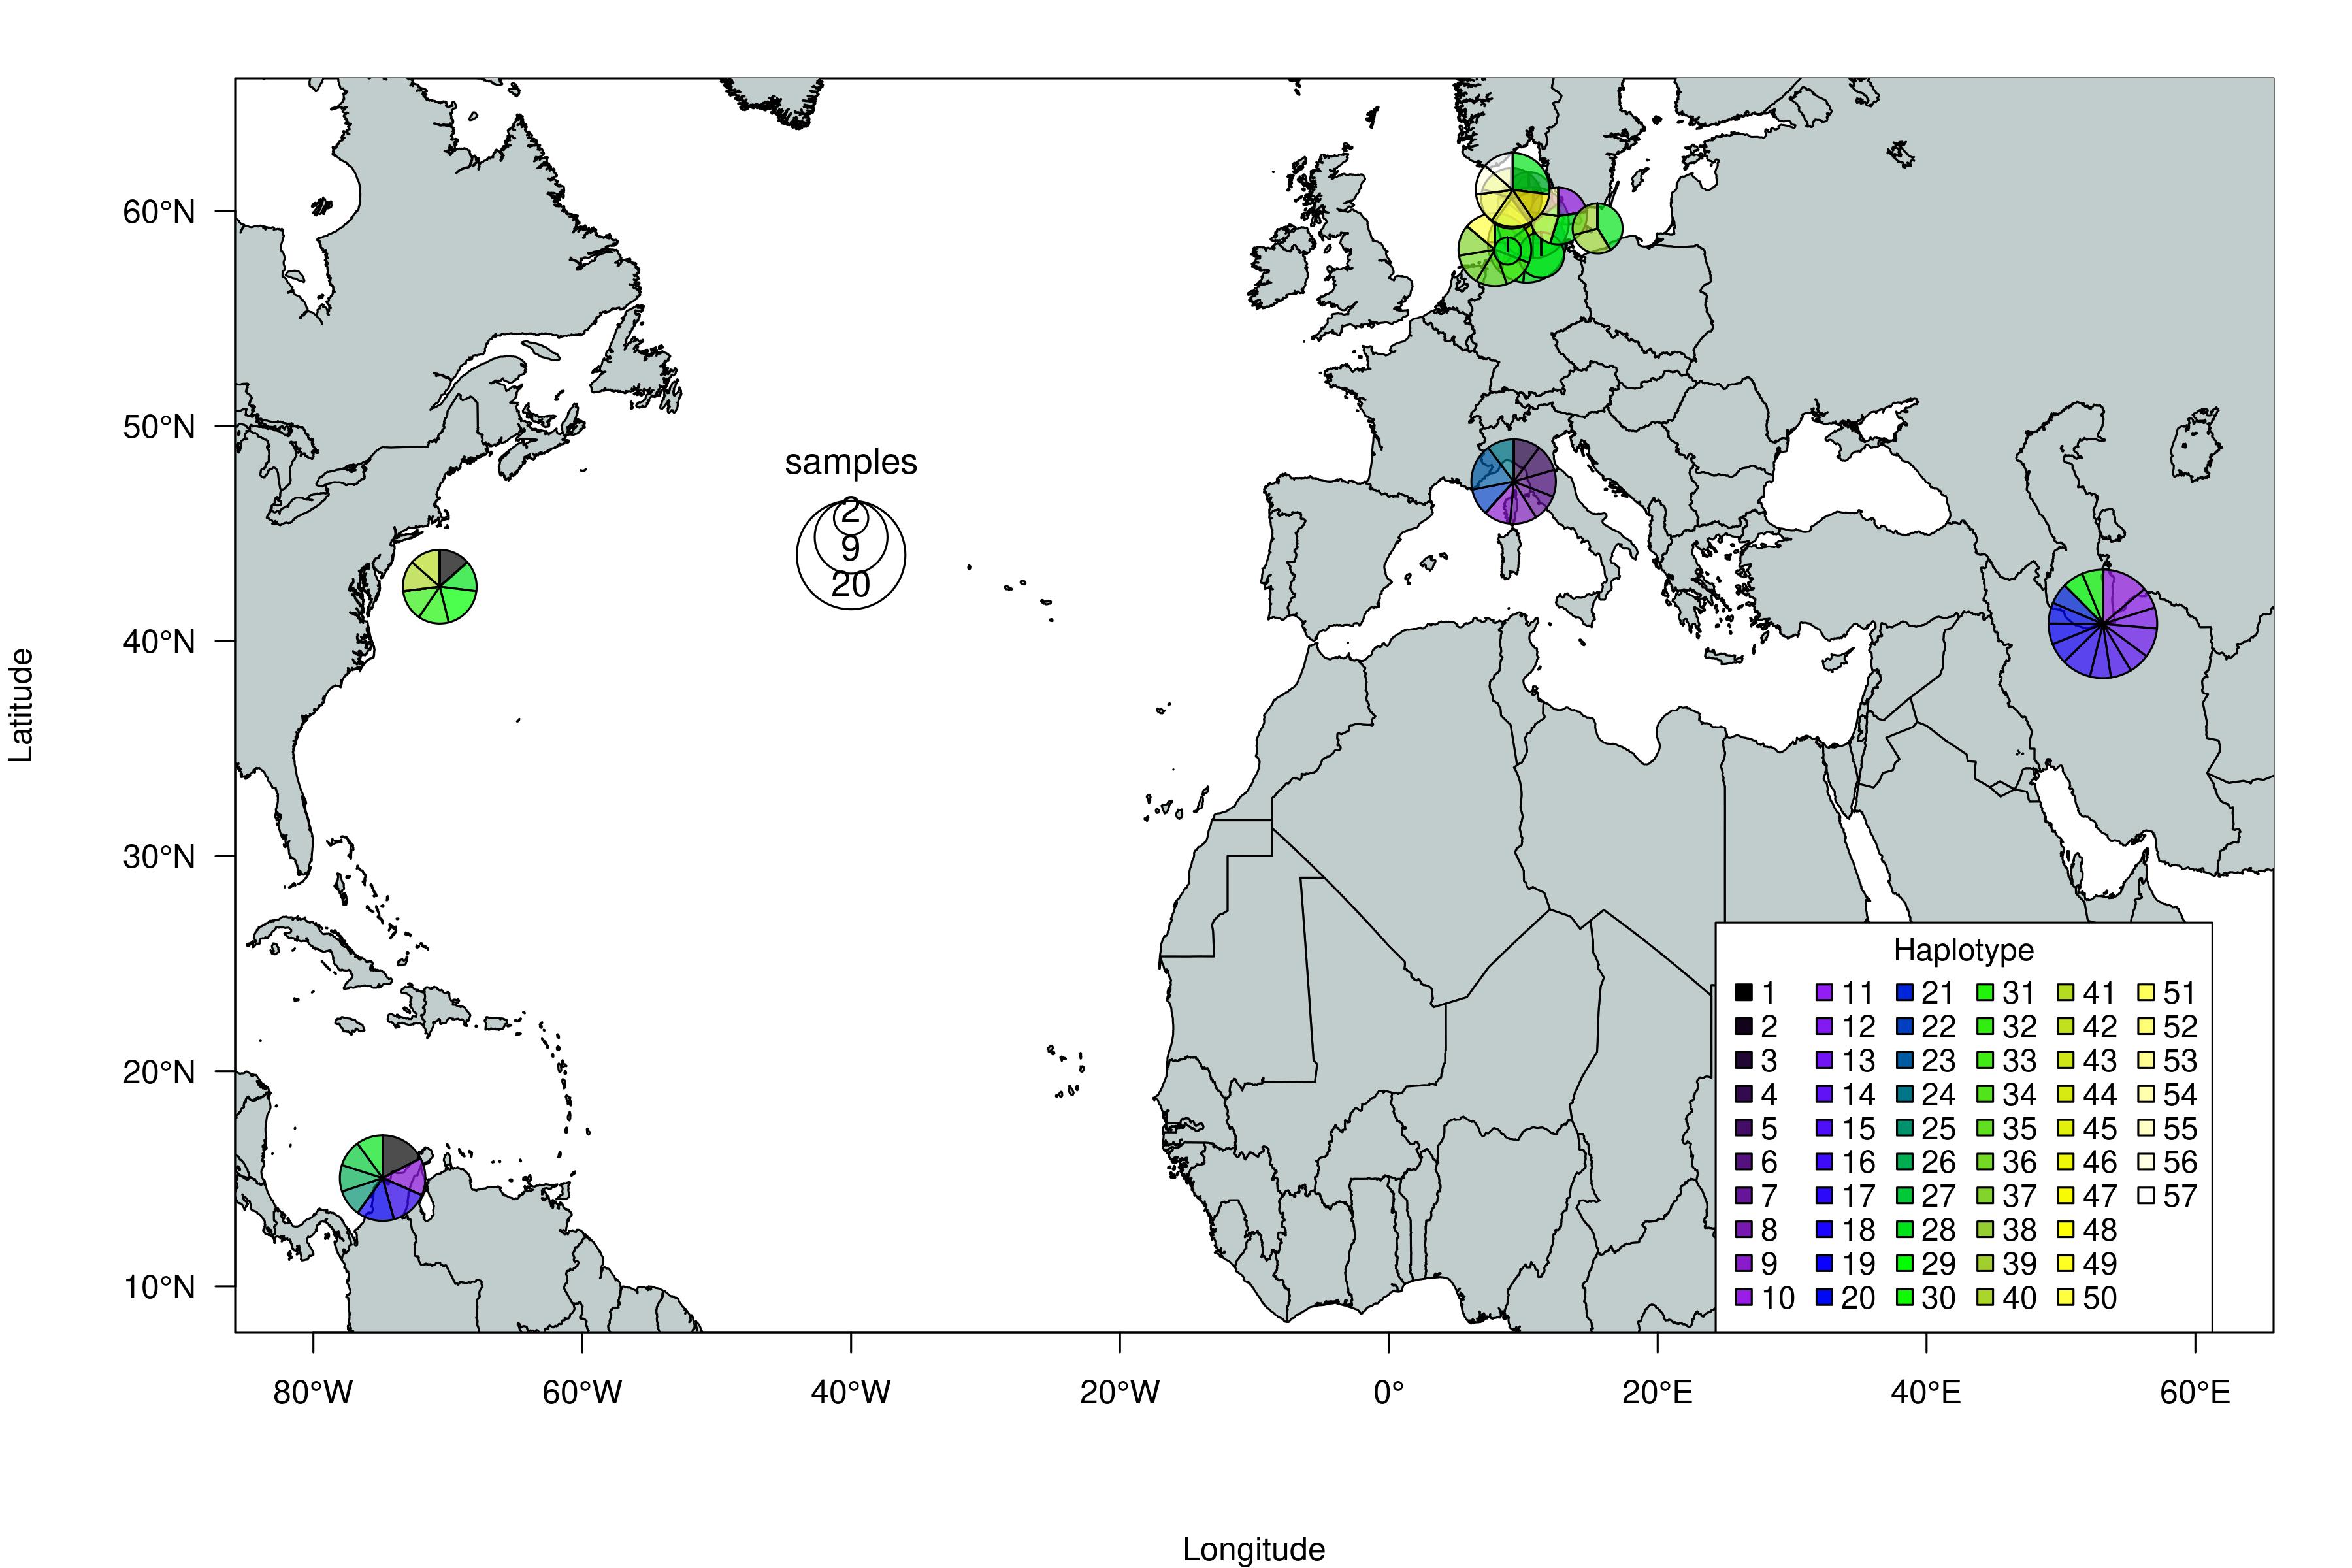 60°N
50°N
40°N
30°N
20°N
10°N
Latitude
samples
2
9
20
Haplotype
1 11 21 31 41 51
2 12 22 32 42 52
3 13 23 33 43 53
4 14 24 34 44 54
5 15 25 35 45 55
6 16 26 36 46 56
7 17 27 37 47 57
8 18 28 38 48
9 19 29 39 49
10 20 30 40 50
80°W 60°W 40°W 20°W 0° 20°E 40°E 60°E
Longitude